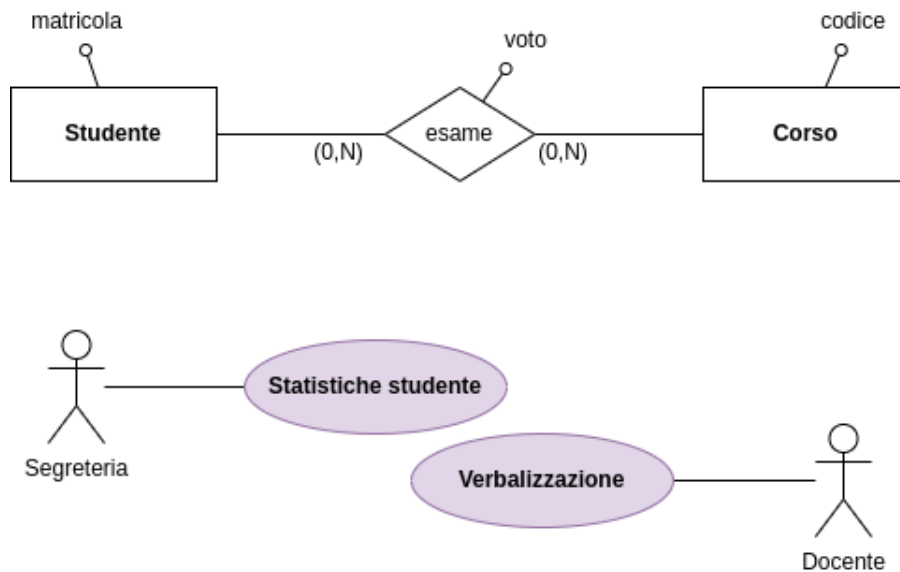 matricola
voto
codice
Studente
esame
Corso
(0,N)
(0,N)
Statistiche studente
Segreteria
Verbalizzazione
Docente